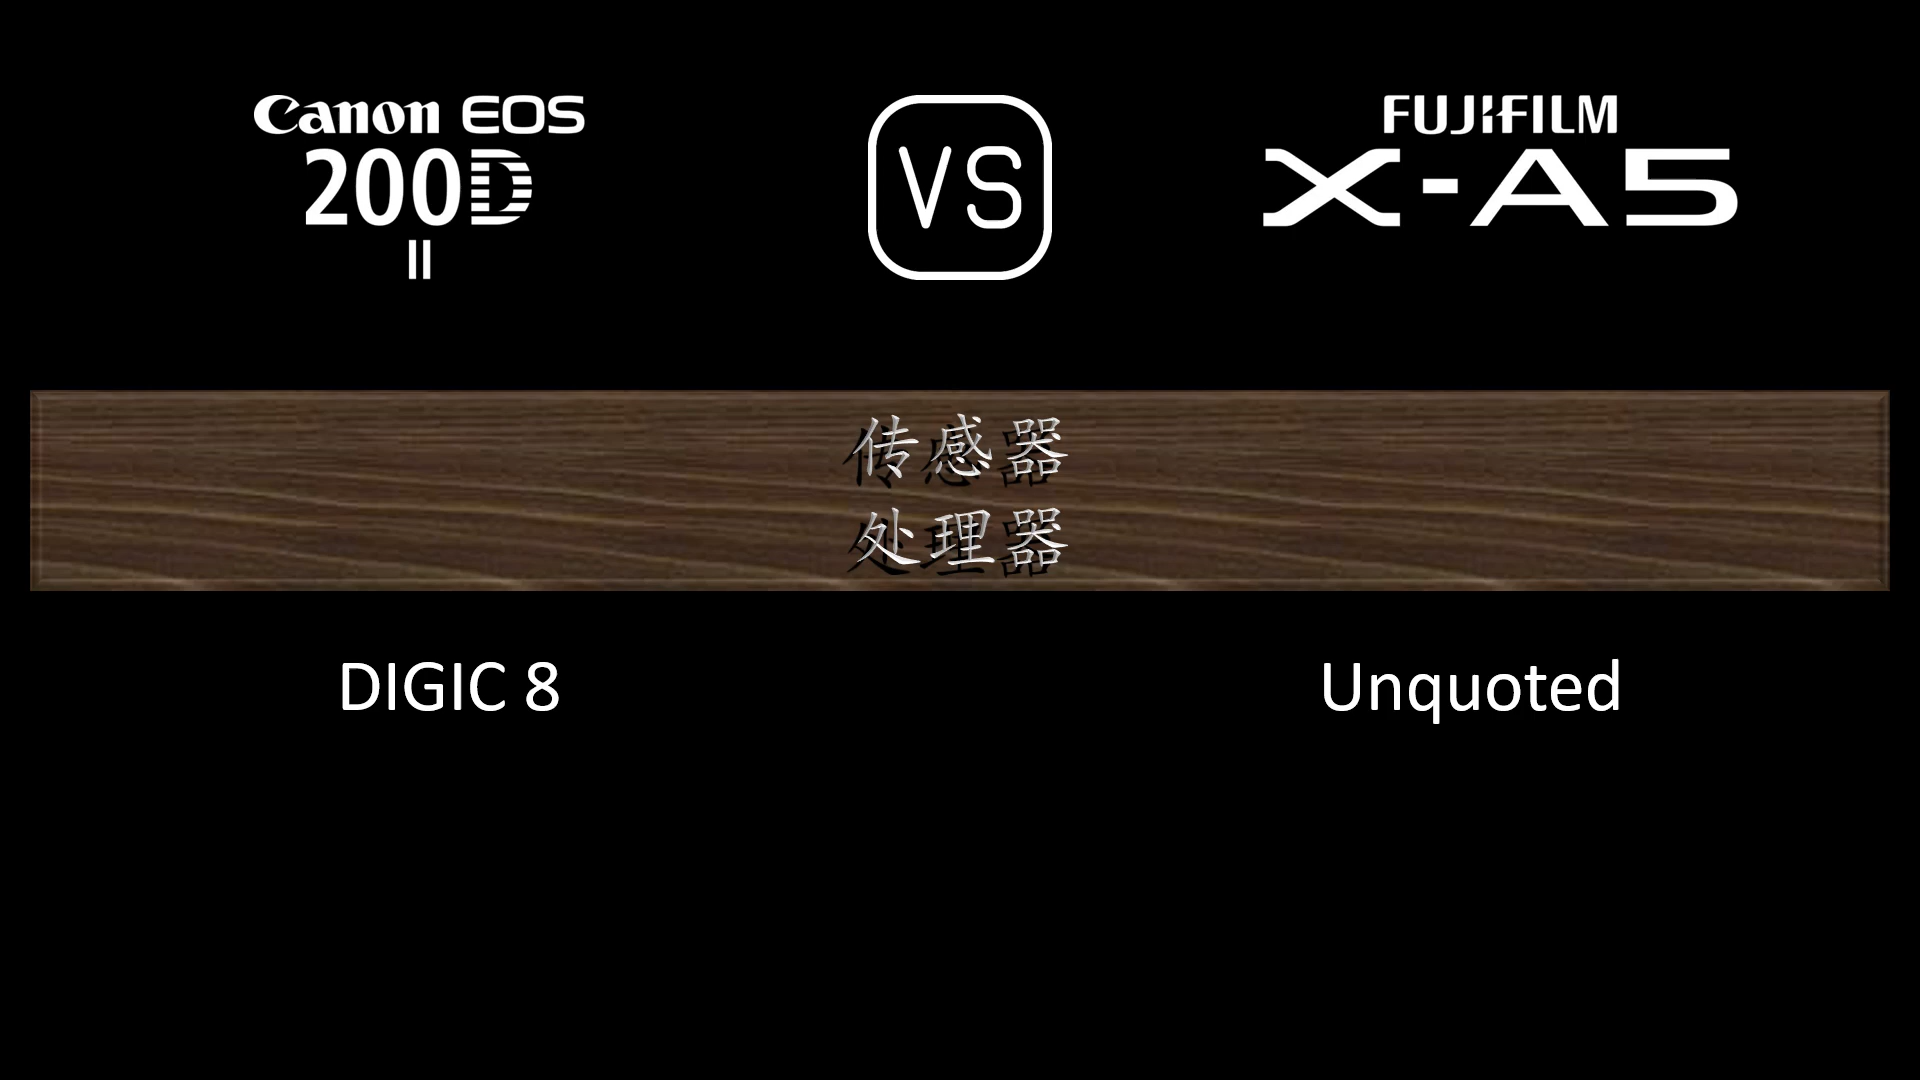 Canon EOS
200D
II
VS
FUJIFILM
X-A5
传感器
处理器
DIGIC 8
Unquoted